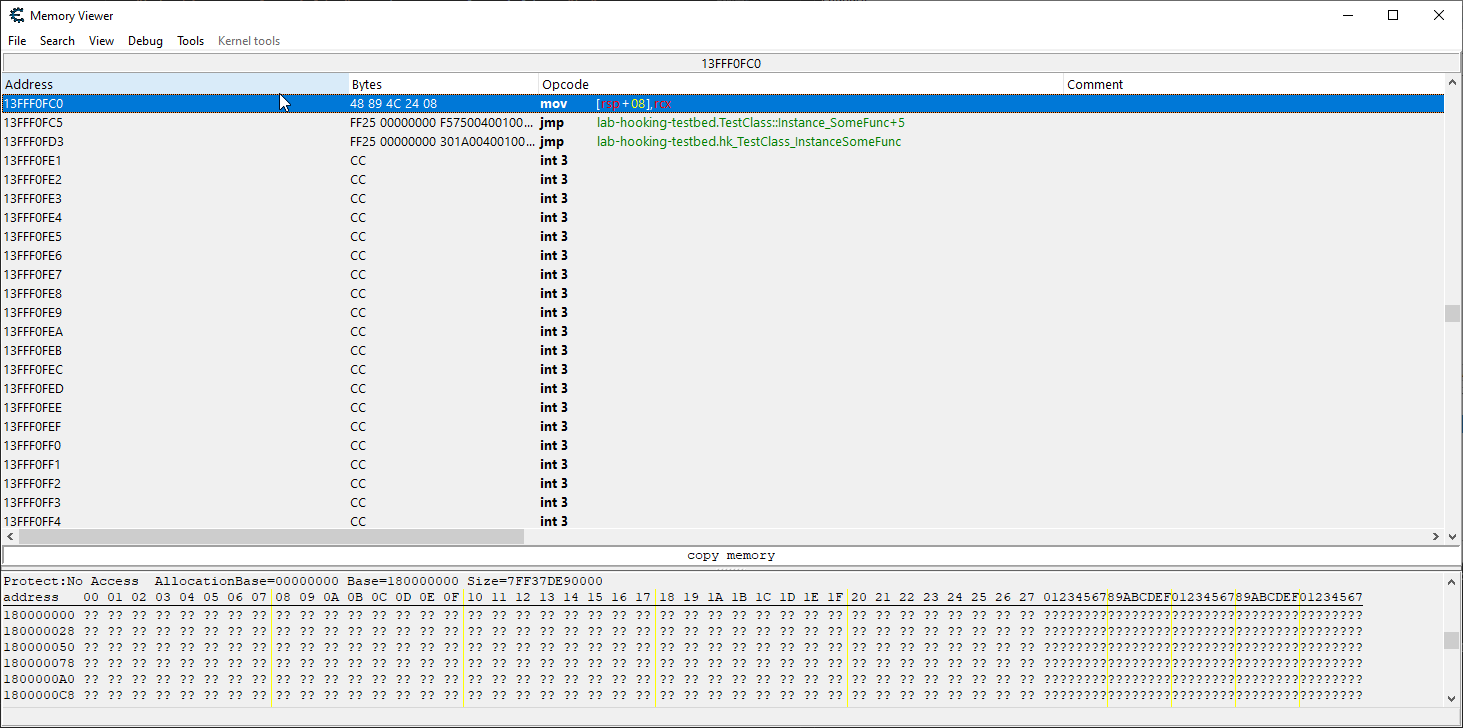 Memory Viewer
File Search View Debug Tools Kernel tools
13FFF0FC0
Address Bytes Opcode Comment
13FFF0FC0 48 89 4C 24 08 mov [rsp+08],rcx
13FFF0FC5 FF25 00000000 F57500400100... jmp lab-hooking-testbed.TestClass::Instance_SomeFunc+5
13FFF0FD3 FF25 00000000 301A00400100... jmp lab-hooking-testbed.hk_TestClass_InstanceSomeFunc
13FFF0FE1 CC int 3
13FFF0FE2 CC int 3
13FFF0FE3 CC int 3
13FFF0FE4 CC int 3
13FFF0FE5 CC int 3
13FFF0FE6 CC int 3
13FFF0FE7 CC int 3
13FFF0FE8 CC int 3
13FFF0FE9 CC int 3
13FFF0FEA CC int 3
13FFF0FEB CC int 3
13FFF0FEC CC int 3
13FFF0FED CC int 3
13FFF0FEE CC int 3
13FFF0FEF CC int 3
13FFF0FF0 CC int 3
13FFF0FF1 CC int 3
13FFF0FF2 CC int 3
13FFF0FF3 CC int 3
13FFF0FF4 CC int 3
copy memory
Protect:No Access AllocationBase=00000000 Base=180000000 Size=7FF37DE90000
address 00 01 02 03 04 05 06 07 08 09 0A 0B 0C 0D 0E 0F 10 11 12 13 14 15 16 17 18 19 1A 1B 1C 1D 1E 1F 20 21 22 23 24 25 26 27 0123456789ABCDEF0123456789ABCDEF01234567
180000000 ?? ?? ?? ?? ?? ?? ?? ?? ?? ?? ?? ?? ?? ?? ?? ?? ?? ?? ?? ?? ?? ?? ?? ?? ?? ?? ?? ?? ?? ?? ?? ?? ?? ?? ?? ?? ?? ?? ?? ?? ????????????????????????????????????????
180000028 ?? ?? ?? ?? ?? ?? ?? ?? ?? ?? ?? ?? ?? ?? ?? ?? ?? ?? ?? ?? ?? ?? ?? ?? ?? ?? ?? ?? ?? ?? ?? ?? ?? ?? ?? ?? ?? ?? ?? ?? ????????????????????????????????????????
180000050 ?? ?? ?? ?? ?? ?? ?? ?? ?? ?? ?? ?? ?? ?? ?? ?? ?? ?? ?? ?? ?? ?? ?? ?? ?? ?? ?? ?? ?? ?? ?? ?? ?? ?? ?? ?? ?? ?? ?? ?? ????????????????????????????????????????
180000078 ?? ?? ?? ?? ?? ?? ?? ?? ?? ?? ?? ?? ?? ?? ?? ?? ?? ?? ?? ?? ?? ?? ?? ?? ?? ?? ?? ?? ?? ?? ?? ?? ?? ?? ?? ?? ?? ?? ?? ?? ????????????????????????????????????????
1800000A0 ?? ?? ?? ?? ?? ?? ?? ?? ?? ?? ?? ?? ?? ?? ?? ?? ?? ?? ?? ?? ?? ?? ?? ?? ?? ?? ?? ?? ?? ?? ?? ?? ?? ?? ?? ?? ?? ?? ?? ?? ????????????????????????????????????????
1800000C8 ?? ?? ?? ?? ?? ?? ?? ?? ?? ?? ?? ?? ?? ?? ?? ?? ?? ?? ?? ?? ?? ?? ?? ?? ?? ?? ?? ?? ?? ?? ?? ?? ?? ?? ?? ?? ?? ?? ?? ?? ????????????????????????????????????????